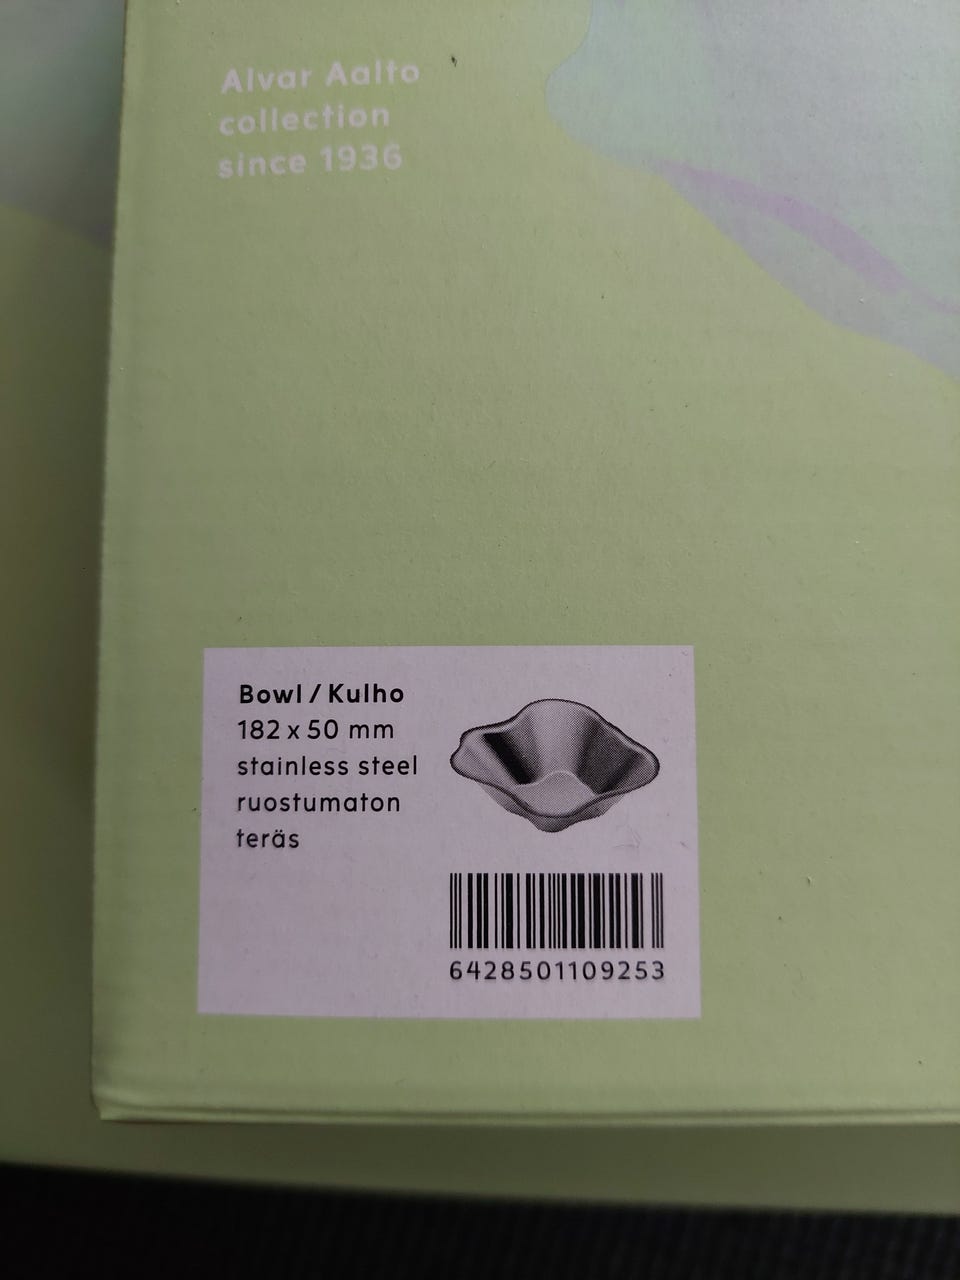 Alvar Aalto
collection
since 1936
Bowl / Kulho
182 x 50 mm
stainless steel
ruostumaton
teräs
6428501109253